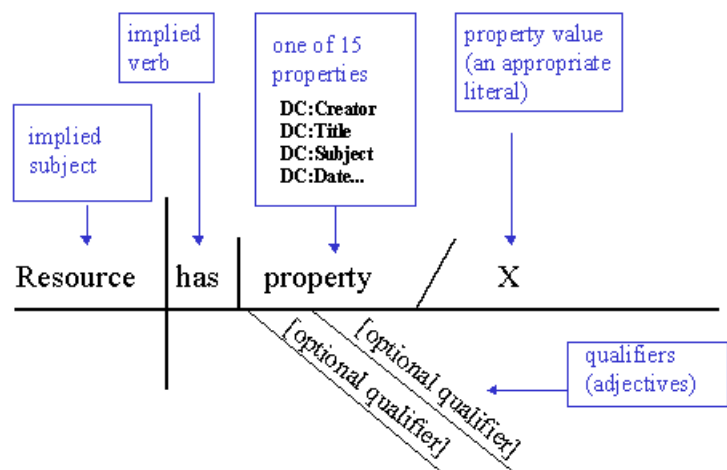 implied
verb
one of 15
properties
DC:Creator
DC:Title
DC:Subject
DC:Date...
property value
(an appropriate
literal)
implied
subject
Resource has property X
[optional qualifier]
[optional qualifier]
qualifiers
(adjectives)